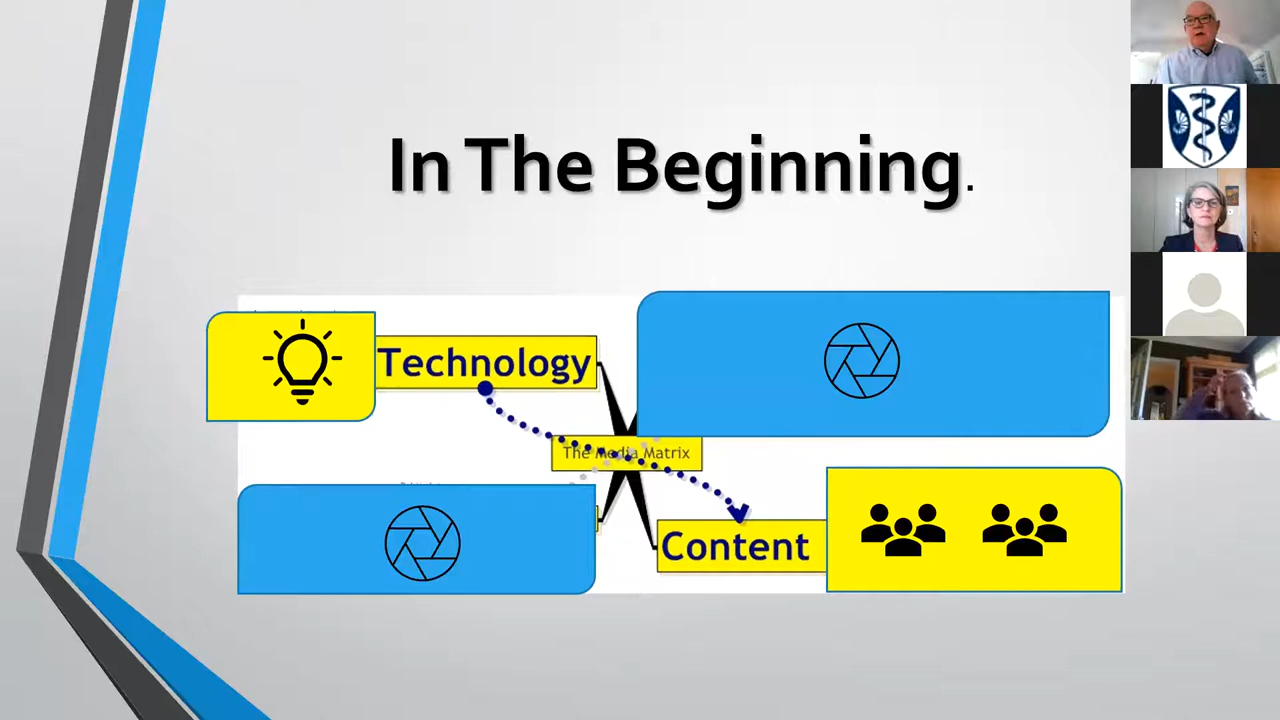 In The Beginning.
Technology
The Media Matrix
Content